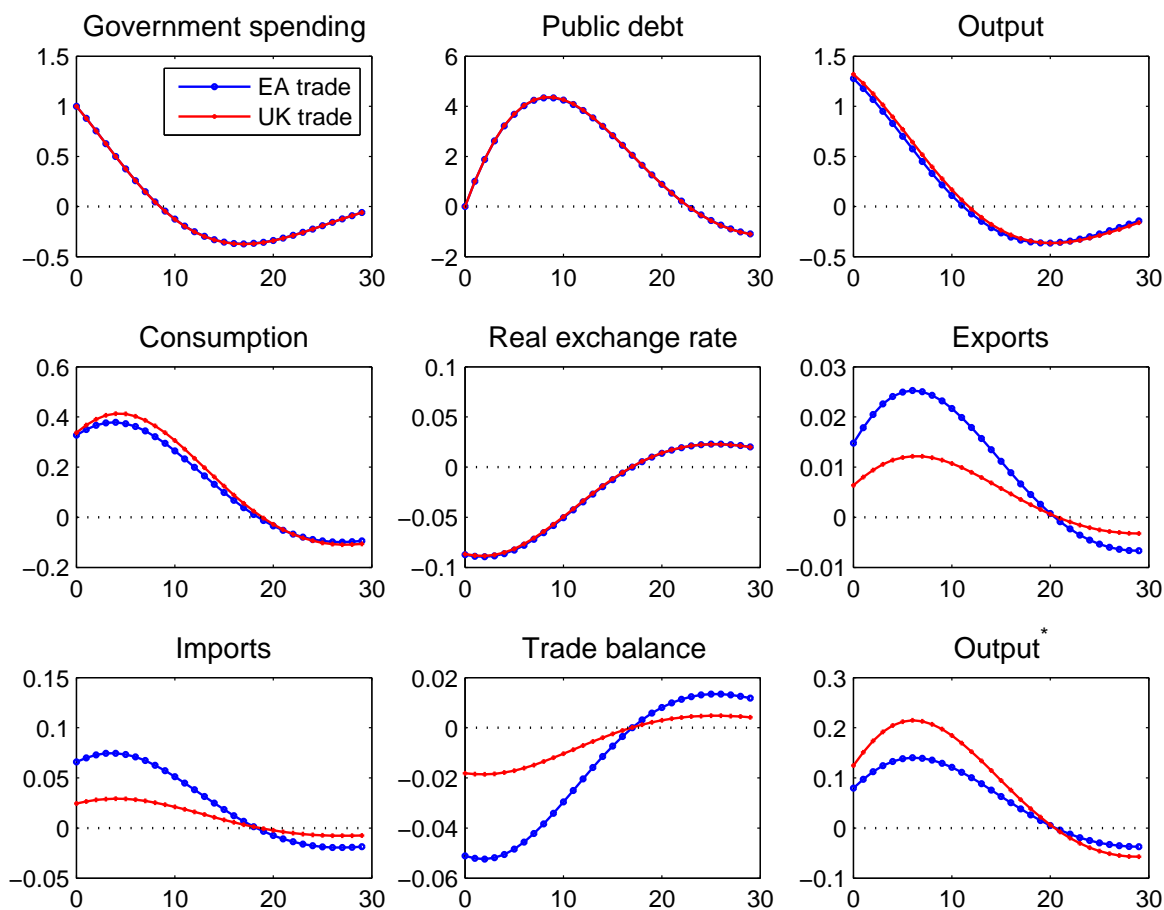 Government spending
1.5
1
0.5
0
−0.5
0 10 20 30
EA trade
UK trade
Public debt
6
4
2
0
−2
0 10 20 30
Output
1.5
1
0.5
0
−0.5
0 10 20 30
Consumption
0.6
0.4
0.2
0
−0.2
0 10 20 30
Real exchange rate
0.1
0.05
0
−0.05
−0.1
0 10 20 30
Exports
0.03
0.02
0.01
0
−0.01
0 10 20 30
Imports
0.15
0.1
0.05
0
−0.05
0 10 20 30
Trade balance
0.02
0
−0.02
−0.04
−0.06
0 10 20 30
Output*
0.3
0.2
0.1
0
−0.1
0 10 20 30